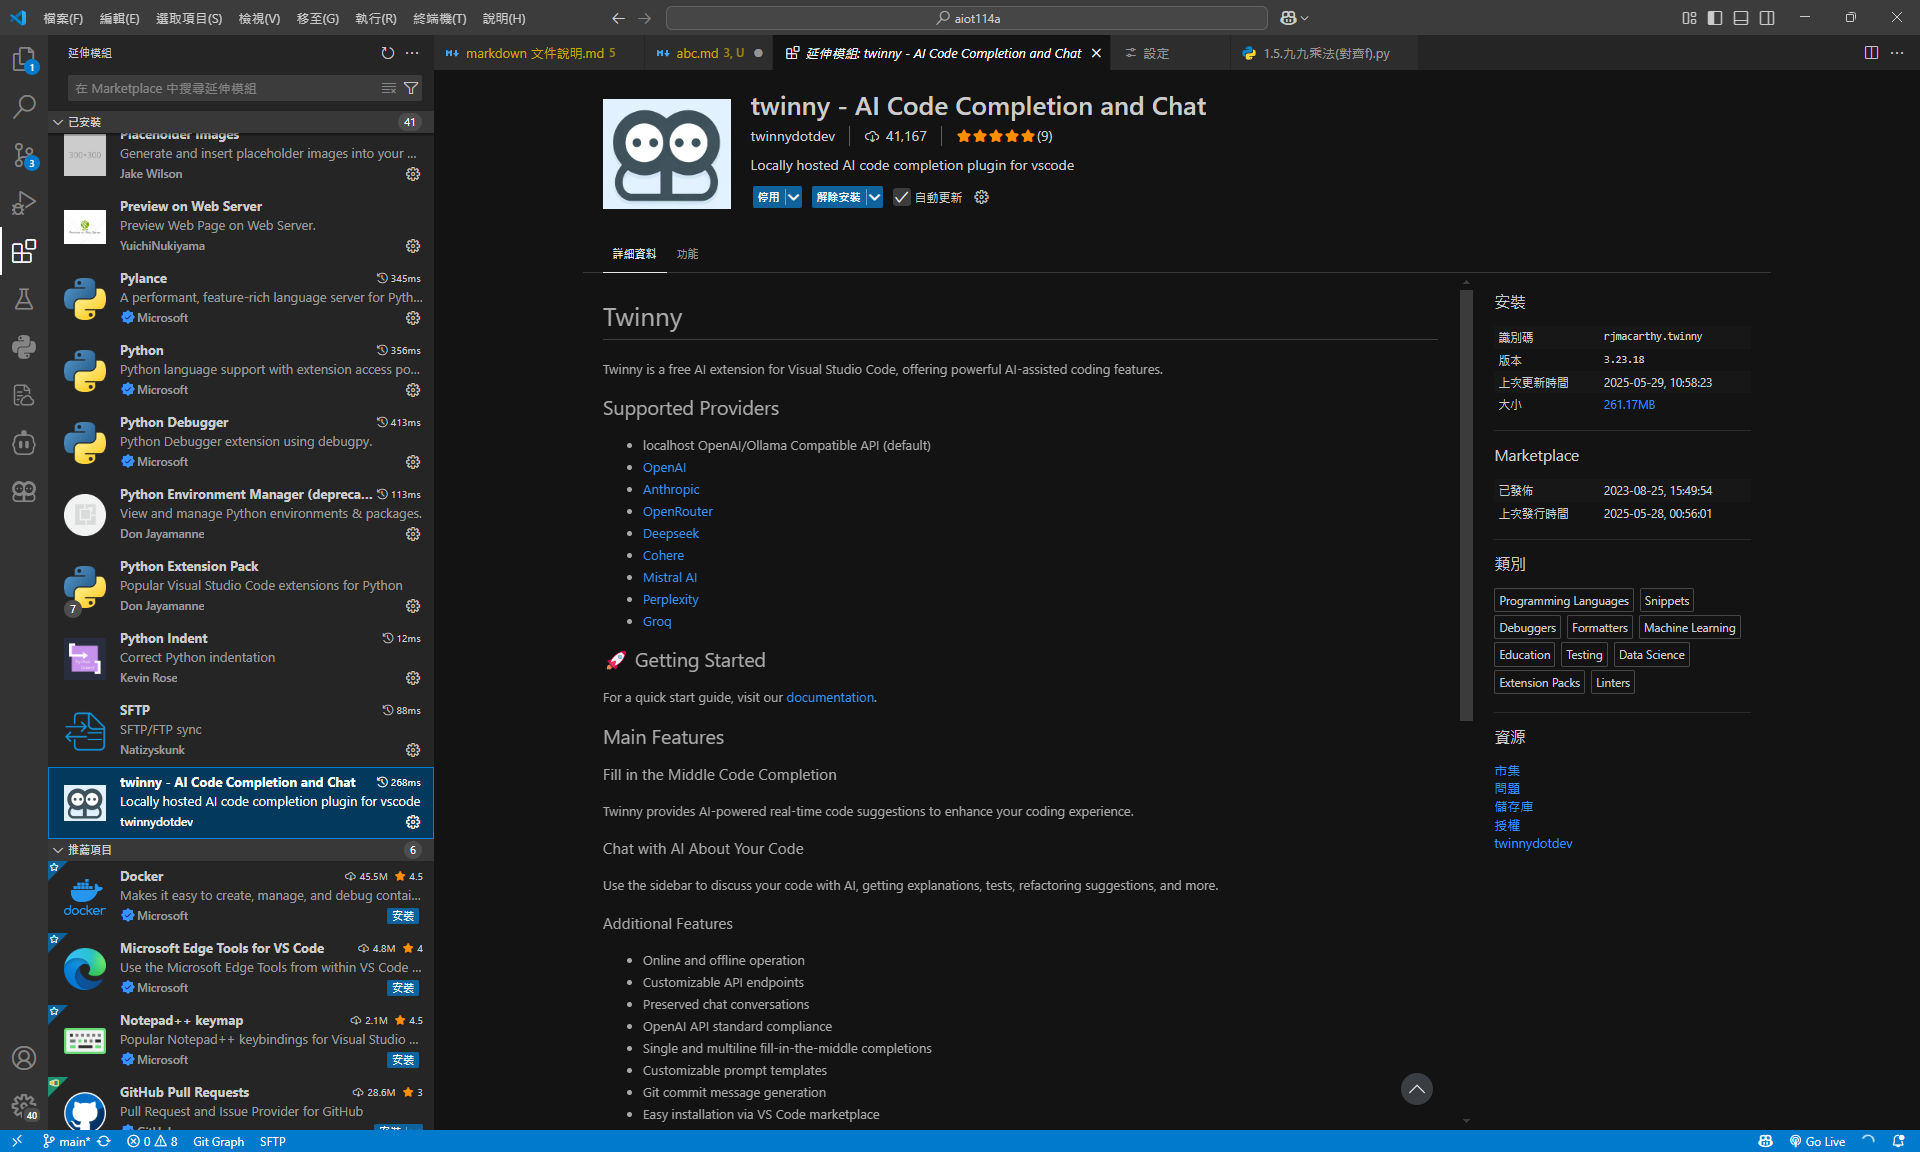 檔案(F) 編輯(E) 選取項目(S) 檢視(V) 移至(G) 執行(R) 終端機(T) 說明(H)
aiot114a
延伸模組
markdown 文件說明.md 5
abc.md 3, U
延伸模組: twinny - AI Code Completion and Chat
設定
1.5.九九乘法(對齊f).py
在 Marketplace 中搜尋延伸模組
已安裝 41
Placeholder Images
Generate and insert placeholder images into your ...
Jake Wilson
Preview on Web Server
Preview Web Page on Web Server.
YuichiNukiyama
Pylance 345ms
A performant, feature-rich language server for Pyth...
Microsoft
Python 356ms
Python language support with extension access po...
Microsoft
Python Debugger 413ms
Python Debugger extension using debugpy.
Microsoft
Python Environment Manager (depreca... 113ms
View and manage Python environments & packages.
Don Jayamanne
Python Extension Pack
Popular Visual Studio Code extensions for Python
Don Jayamanne
7
Python Indent 12ms
Correct Python indentation
Kevin Rose
SFTP 88ms
SFTP/FTP sync
Natizyskunk
twinny - AI Code Completion and Chat 268ms
Locally hosted AI code completion plugin for vscode
twinnydotdev
推薦項目 6
Docker 45.5M 4.5
Makes it easy to create, manage, and debug contai...
Microsoft 安裝
docker
Microsoft Edge Tools for VS Code 4.8M 4
Use the Microsoft Edge Tools from within VS Code ...
Microsoft 安裝
Notepad++ keymap 2.1M 4.5
Popular Notepad++ keybindings for Visual Studio ...
Microsoft 安裝
GitHub Pull Requests 28.6M 3
Pull Request and Issue Provider for GitHub
GitHub
1
3
40
twinny - AI Code Completion and Chat
twinnydotdev 41,167 (9)
Locally hosted AI code completion plugin for vscode
停用 解除安裝 自動更新
詳細資料 功能
Twinny
Twinny is a free AI extension for Visual Studio Code, offering powerful AI-assisted coding features.
Supported Providers
localhost OpenAI/Ollama Compatible API (default)
OpenAI
Anthropic
OpenRouter
Deepseek
Cohere
Mistral AI
Perplexity
Groq
🚀 Getting Started
For a quick start guide, visit our documentation.
Main Features
Fill in the Middle Code Completion
Twinny provides AI-powered real-time code suggestions to enhance your coding experience.
Chat with AI About Your Code
Use the sidebar to discuss your code with AI, getting explanations, tests, refactoring suggestions, and more.
Additional Features
Online and offline operation
Customizable API endpoints
Preserved chat conversations
OpenAI API standard compliance
Single and multiline fill-in-the-middle completions
Customizable prompt templates
Git commit message generation
Easy installation via VS Code marketplace
安裝
識別碼 rjmacarthy.twinny
版本 3.23.18
上次更新時間 2025-05-29, 10:58:23
大小 261.17MB
Marketplace
已發佈 2023-08-25, 15:49:54
上次發行時間 2025-05-28, 00:56:01
類別
Programming Languages Snippets
Debuggers Formatters Machine Learning
Education Testing Data Science
Extension Packs Linters
資源
市集
問題
儲存庫
授權
twinnydotdev
main* 0 8 Git Graph SFTP
Go Live